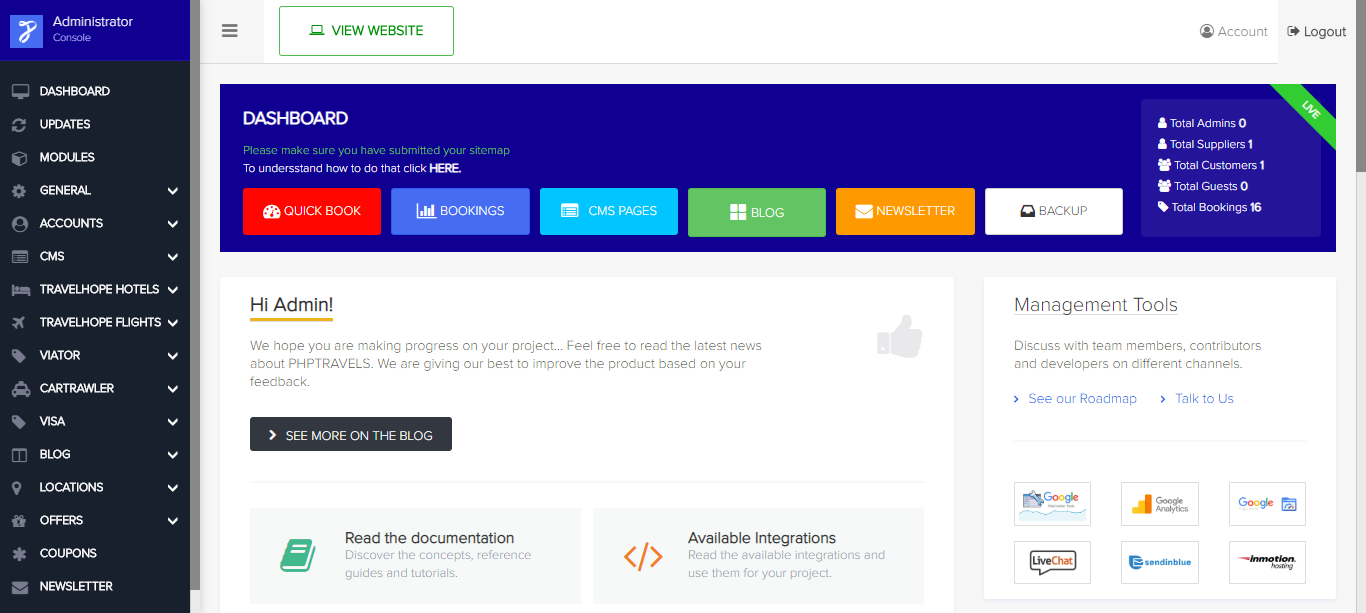 Administrator
Console
VIEW WEBSITE
Account
Logout
DASHBOARD
UPDATES
MODULES
GENERAL
ACCOUNTS
CMS
TRAVELHOPE HOTELS
TRAVELHOPE FLIGHTS
VIATOR
CARTRAWLER
VISA
BLOG
LOCATIONS
OFFERS
COUPONS
NEWSLETTER
DASHBOARD
Please make sure you have submitted your sitemap
To undersstand how to do that click HERE.
QUICK BOOK
BOOKINGS
CMS PAGES
BLOG
NEWSLETTER
BACKUP
Total Admins 0
Total Suppliers 1
Total Customers 1
Total Guests 0
Total Bookings 16
LIVE
Hi Admin!
We hope you are making progress on your project... Feel free to read the latest news
about PHPTRAVELS. We are giving our best to improve the product based on your
feedback.
SEE MORE ON THE BLOG
Read the documentation
Discover the concepts, reference
guides and tutorials.
Available Integrations
Read the available integrations and
use them for your project.
Management Tools
Discuss with team members, contributors
and developers on different channels.
See our Roadmap
Talk to Us
Google
Google
Analytics
Google
LiveChat
sendinblue
inmotion
hosting